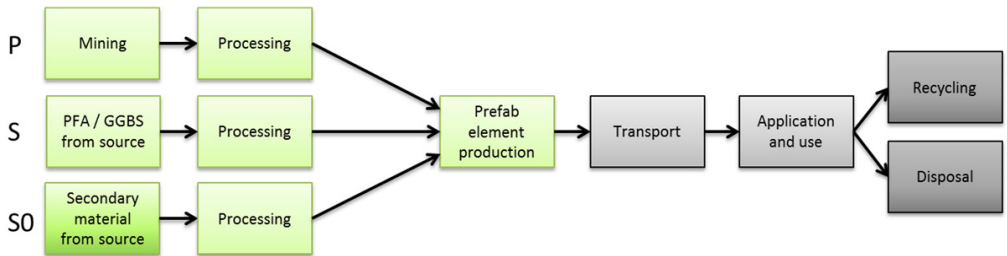 P
Mining
Processing
S
PFA / GGBS
from source
Processing
S0
Secondary
material
from source
Processing
Prefab
element
production
Transport
Application
and use
Recycling
Disposal